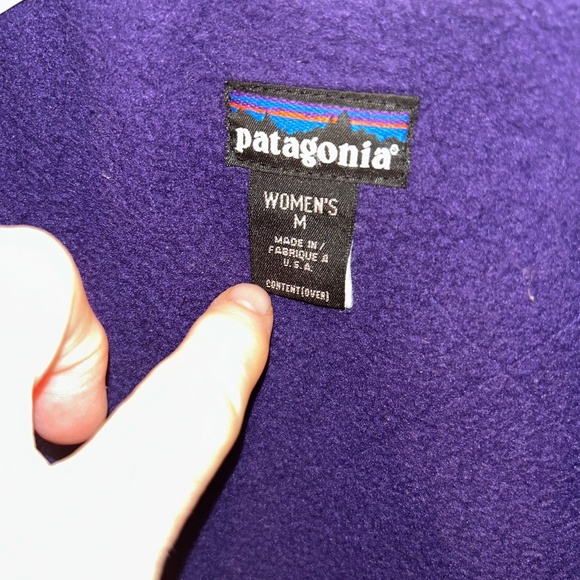 patagonia®
WOMEN'S
M
MADE IN/
FABRIQUE A
U.S.A.
CONTENT(OVER)